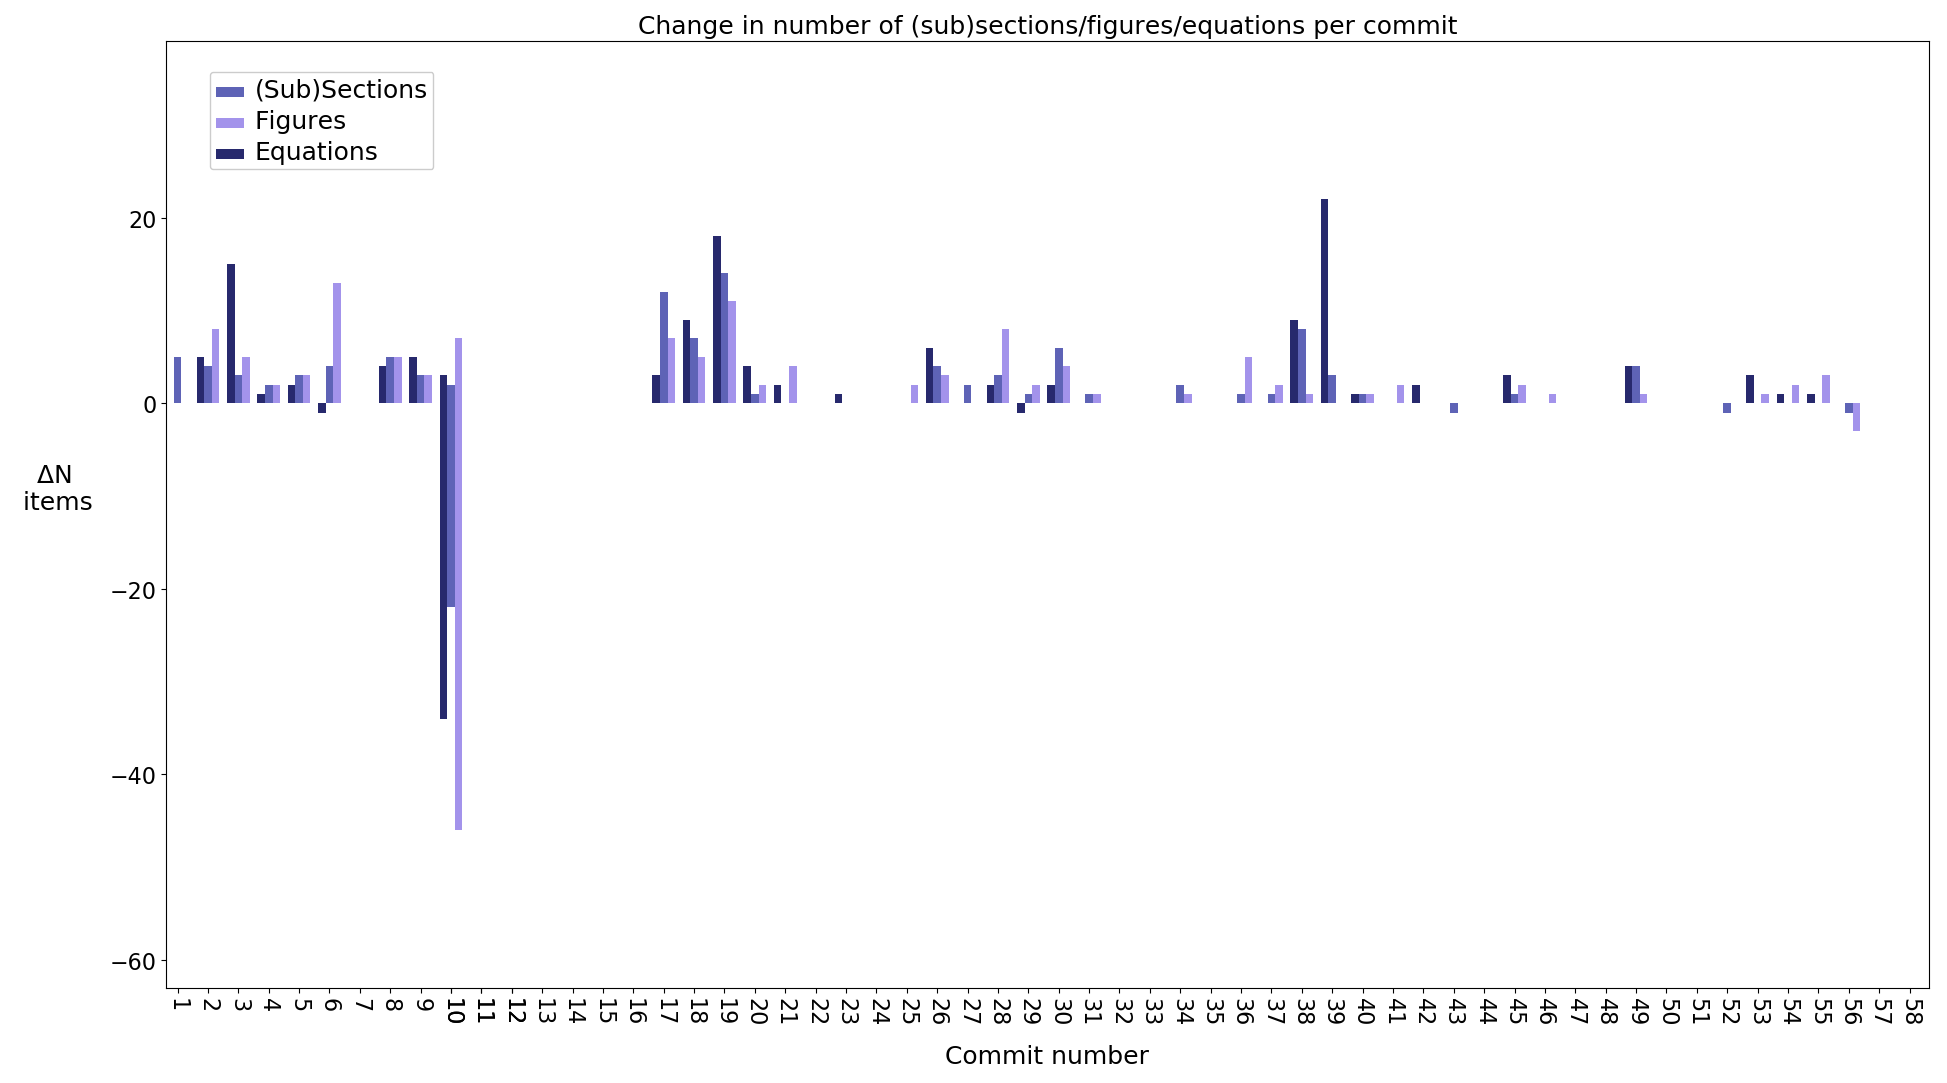 Change in number of (sub)sections/figures/equations per commit
(Sub)Sections
Figures
Equations
20
0
−20
−40
−60
ΔN
items
1 2 3 4 5 6 7 8 9 10 11 12 13 14 15 16 17 18 19 20 21 22 23 24 25 26 27 28 29 30 31 32 33 34 35 36 37 38 39 40 41 42 43 44 45 46 47 48 49 50 51 52 53 54 55 56 57 58
Commit number